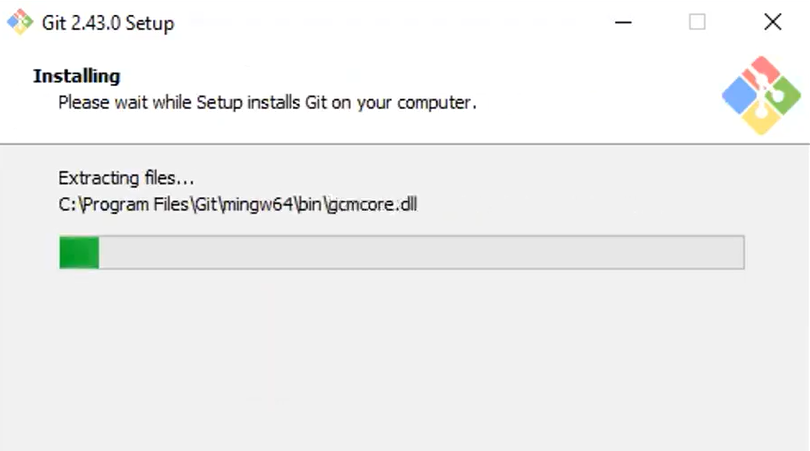 Git 2.43.0 Setup
Installing
Please wait while Setup installs Git on your computer.
Extracting files...
C:\Program Files\Git\mingw64\bin\gcmcore.dll